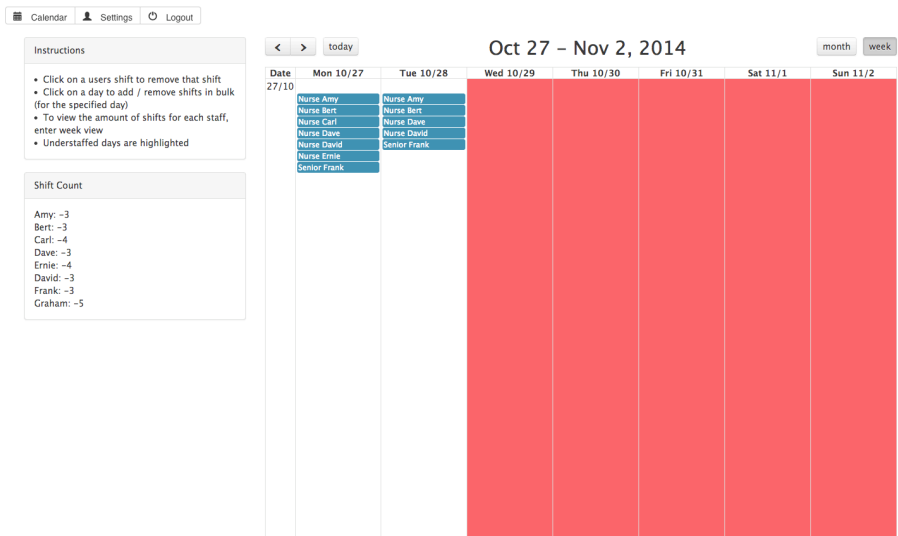 Calendar Settings Logout
Instructions
• Click on a users shift to remove that shift
• Click on a day to add / remove shifts in bulk
(for the specified day)
• To view the amount of shifts for each staff,
enter week view
• Understaffed days are highlighted
Shift Count
Amy: -3
Bert: -3
Carl: -4
Dave: -3
Ernie: -4
David: -3
Frank: -3
Graham: -5
today
Oct 27 – Nov 2, 2014
month week
Date Mon 10/27 Tue 10/28 Wed 10/29 Thu 10/30 Fri 10/31 Sat 11/1 Sun 11/2
27/10
Nurse Amy Nurse Amy
Nurse Bert Nurse Bert
Nurse Carl Nurse Dave
Nurse Dave Nurse David
Nurse David Senior Frank
Nurse Ernie
Senior Frank